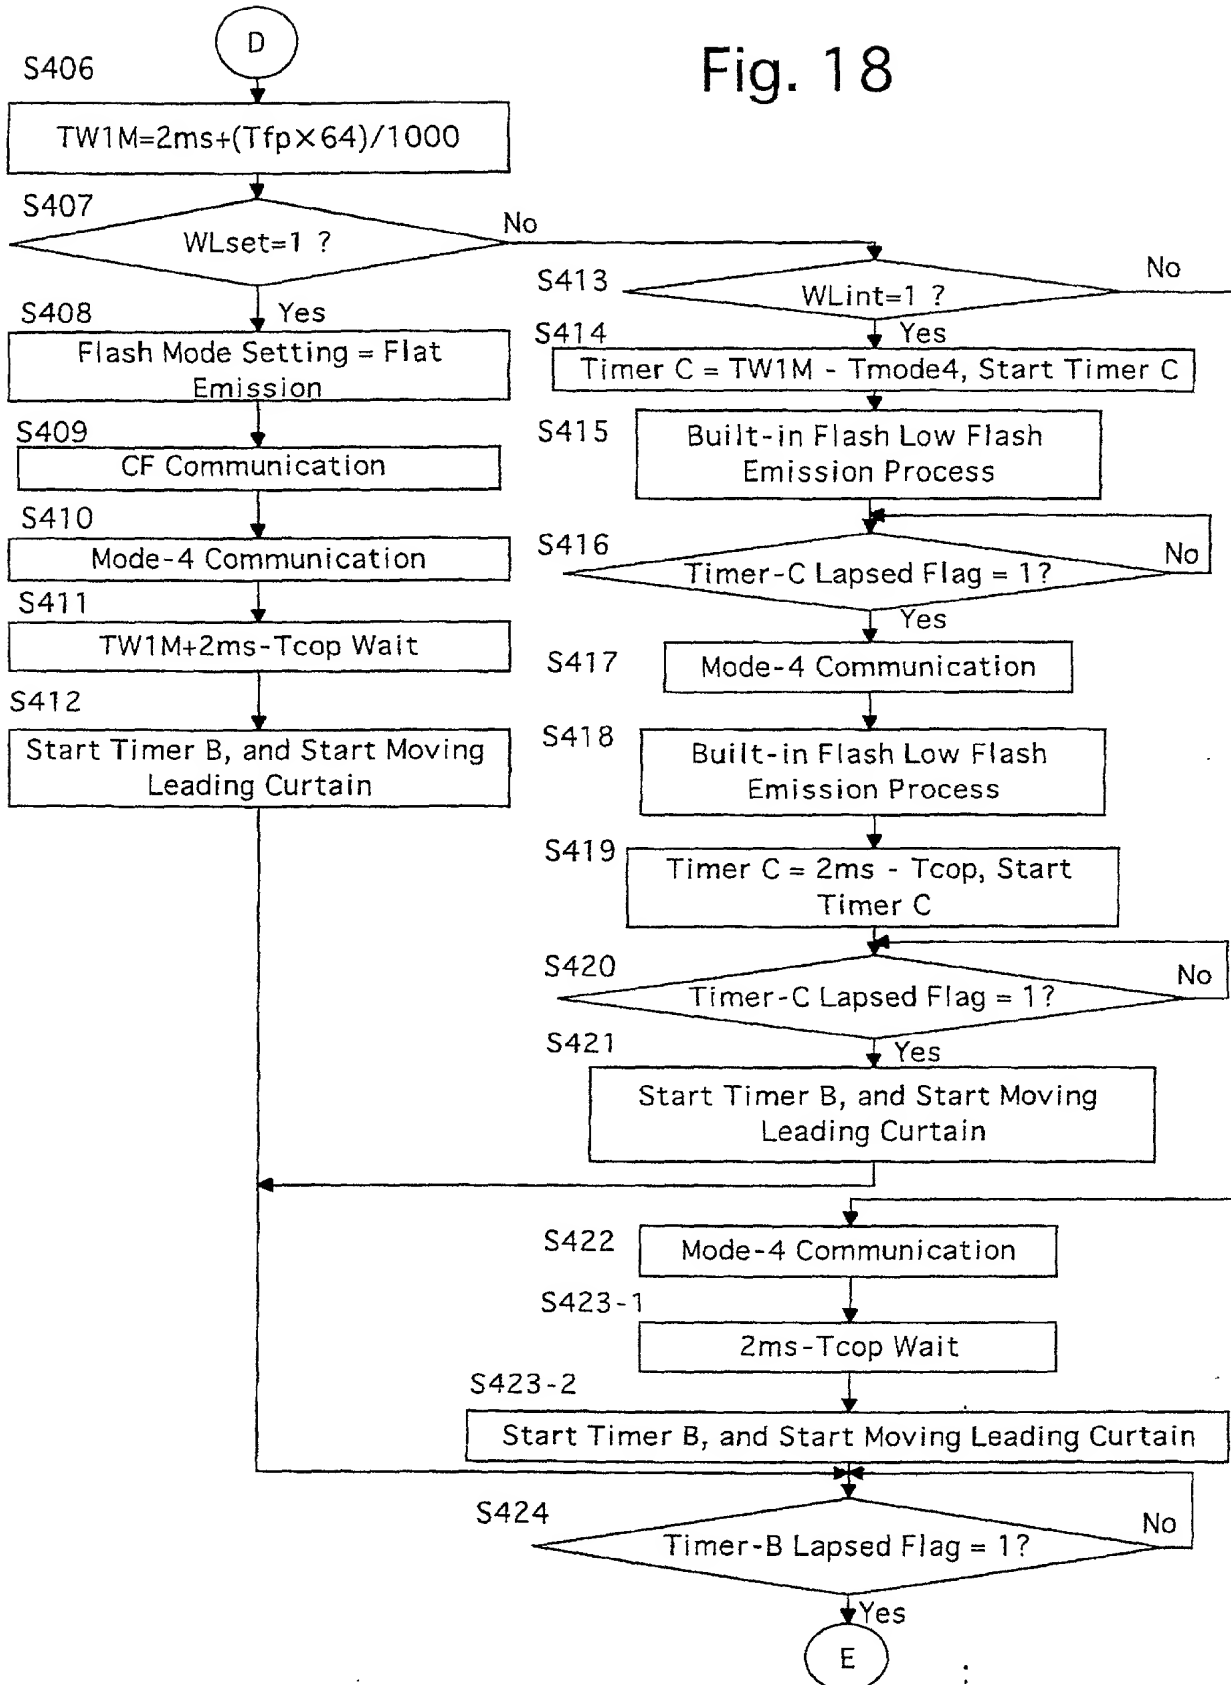 D
Fig. 18
S406
TW1M=2ms+(Tfp×64)/1000
S407
WLset=1 ?
No
Yes
S408
Flash Mode Setting = Flat
Emission
S409
CF Communication
S410
Mode-4 Communication
S411
TW1M+2ms-Tcop Wait
S412
Start Timer B, and Start Moving
Leading Curtain
S413
WLint=1 ?
No
Yes
S414
Timer C = TW1M - Tmode4, Start Timer C
S415
Built-in Flash Low Flash
Emission Process
S416
Timer-C Lapsed Flag = 1?
No
Yes
S417
Mode-4 Communication
S418
Built-in Flash Low Flash
Emission Process
S419
Timer C = 2ms - Tcop, Start
Timer C
S420
Timer-C Lapsed Flag = 1?
No
Yes
S421
Start Timer B, and Start Moving
Leading Curtain
S422
Mode-4 Communication
S423-1
2ms-Tcop Wait
S423-2
Start Timer B, and Start Moving Leading Curtain
S424
Timer-B Lapsed Flag = 1?
No
Yes
E